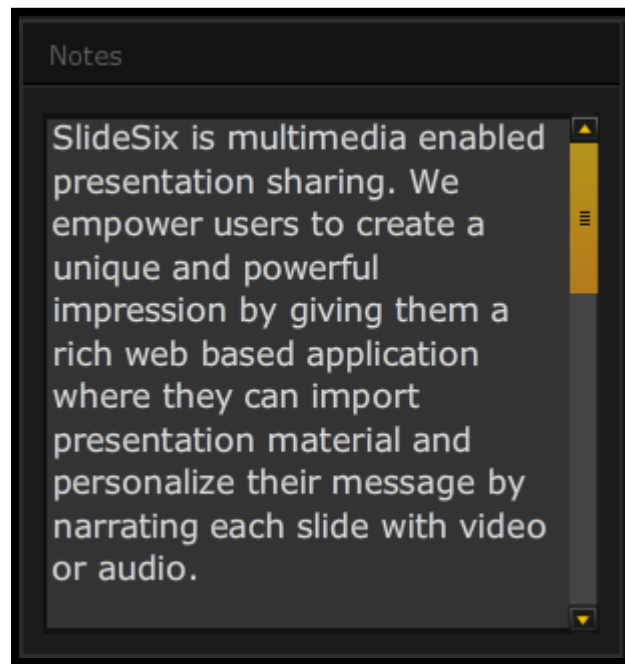 Notes
SlideSix is multimedia enabled
presentation sharing. We
empower users to create a
unique and powerful
impression by giving them a
rich web based application
where they can import
presentation material and
personalize their message by
narrating each slide with video
or audio.